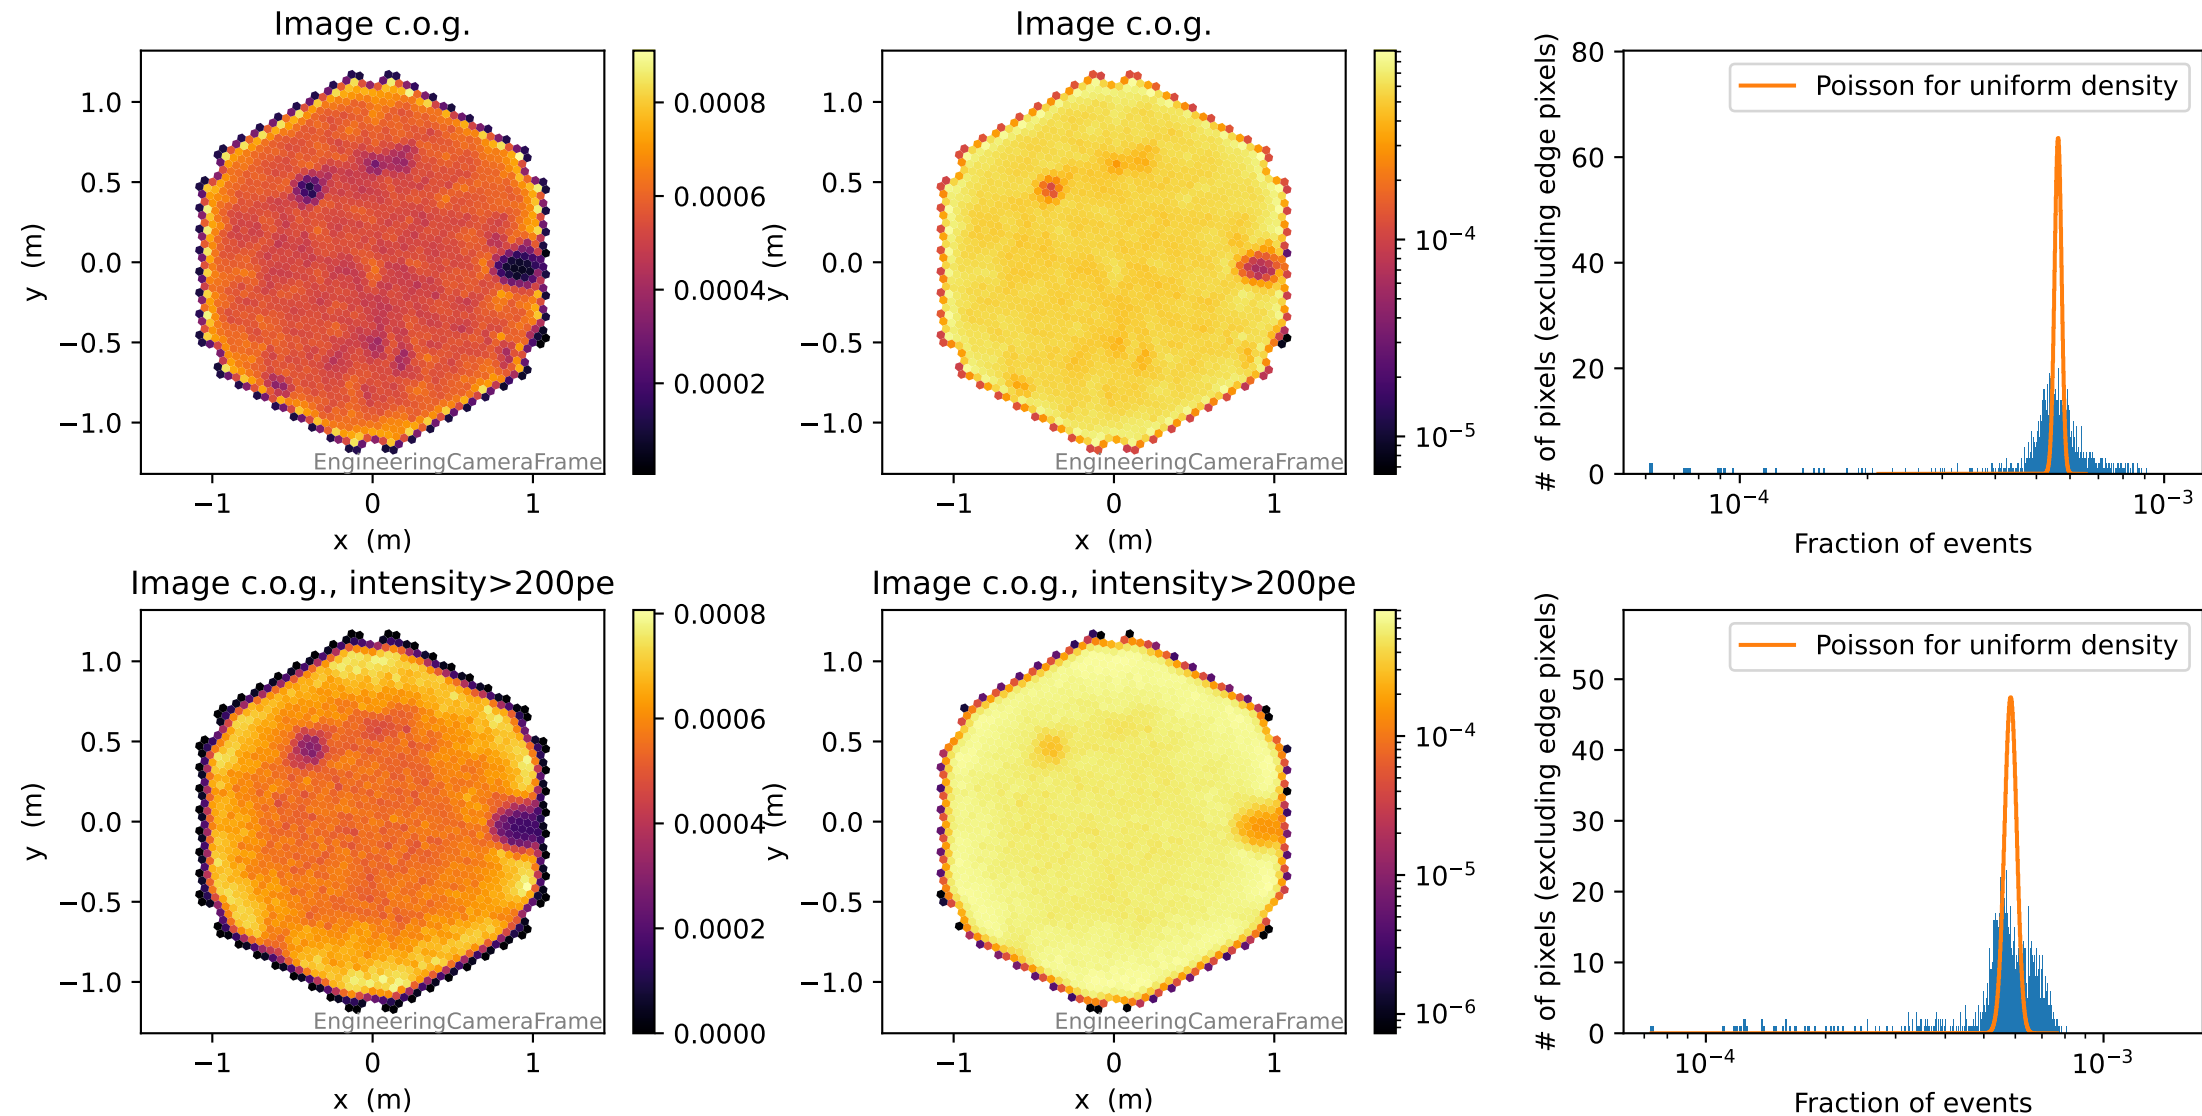 Image c.o.g.
1.0
0.5
0.0
−0.5
−1.0
y (m)
−1
0
1
x (m)
EngineeringCameraFrame
0.0008
0.0006
0.0004
0.0002
Image c.o.g.
1.0
0.5
0.0
−0.5
−1.0
y (m)
−1
0
1
x (m)
EngineeringCameraFrame
10⁻⁴
10⁻⁵
# of pixels (excluding edge pixels)
80
60
40
20
0
Poisson for uniform density
10⁻⁴
10⁻³
Fraction of events
Image c.o.g., intensity>200pe
1.0
0.5
0.0
−0.5
−1.0
y (m)
−1
0
1
x (m)
EngineeringCameraFrame
0.0008
0.0006
0.0004
0.0002
0.0000
Image c.o.g., intensity>200pe
1.0
0.5
0.0
−0.5
−1.0
y (m)
−1
0
1
x (m)
EngineeringCameraFrame
10⁻⁴
10⁻⁵
10⁻⁶
# of pixels (excluding edge pixels)
50
40
30
20
10
0
Poisson for uniform density
10⁻⁴
10⁻³
Fraction of events